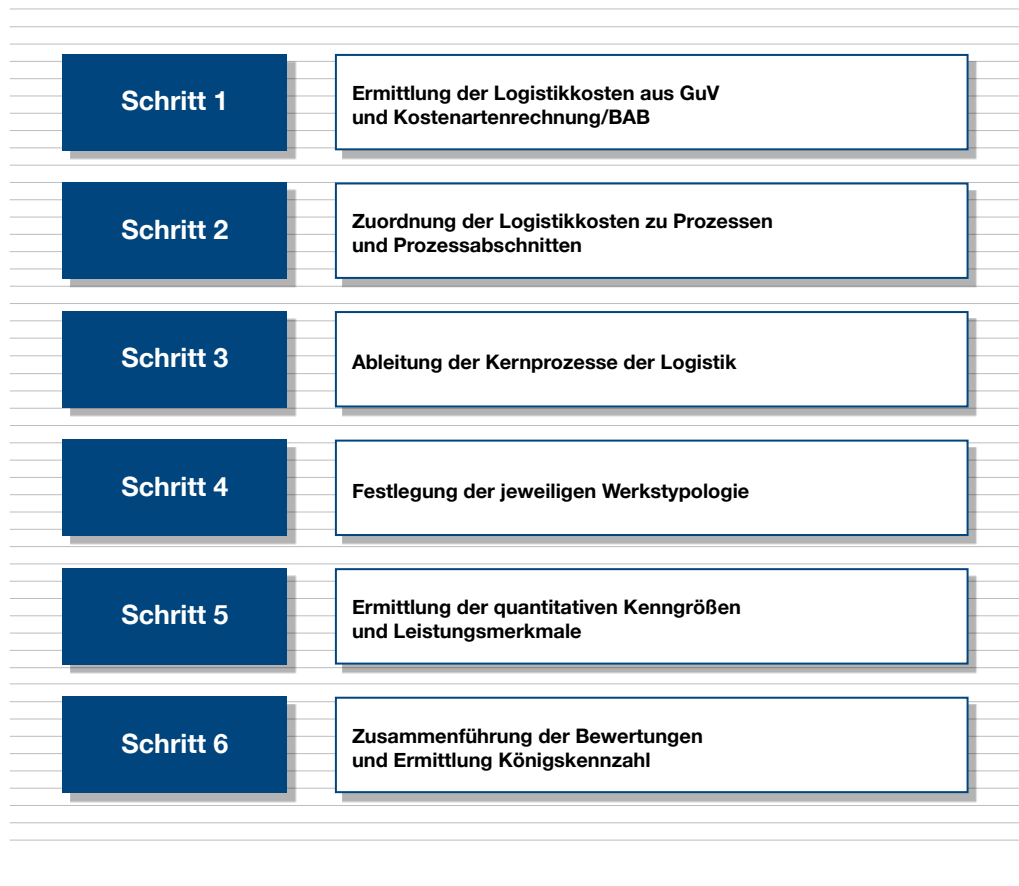 Schritt 1
Ermittlung der Logistikkosten aus GuV
und Kostenartenrechnung/BAB
Schritt 2
Zuordnung der Logistikkosten zu Prozessen
und Prozessabschnitten
Schritt 3
Ableitung der Kernprozesse der Logistik
Schritt 4
Festlegung der jeweiligen Werkstypologie
Schritt 5
Ermittlung der quantitativen Kenngrößen
und Leistungsmerkmale
Schritt 6
Zusammenführung der Bewertungen
und Ermittlung Königskennzahl